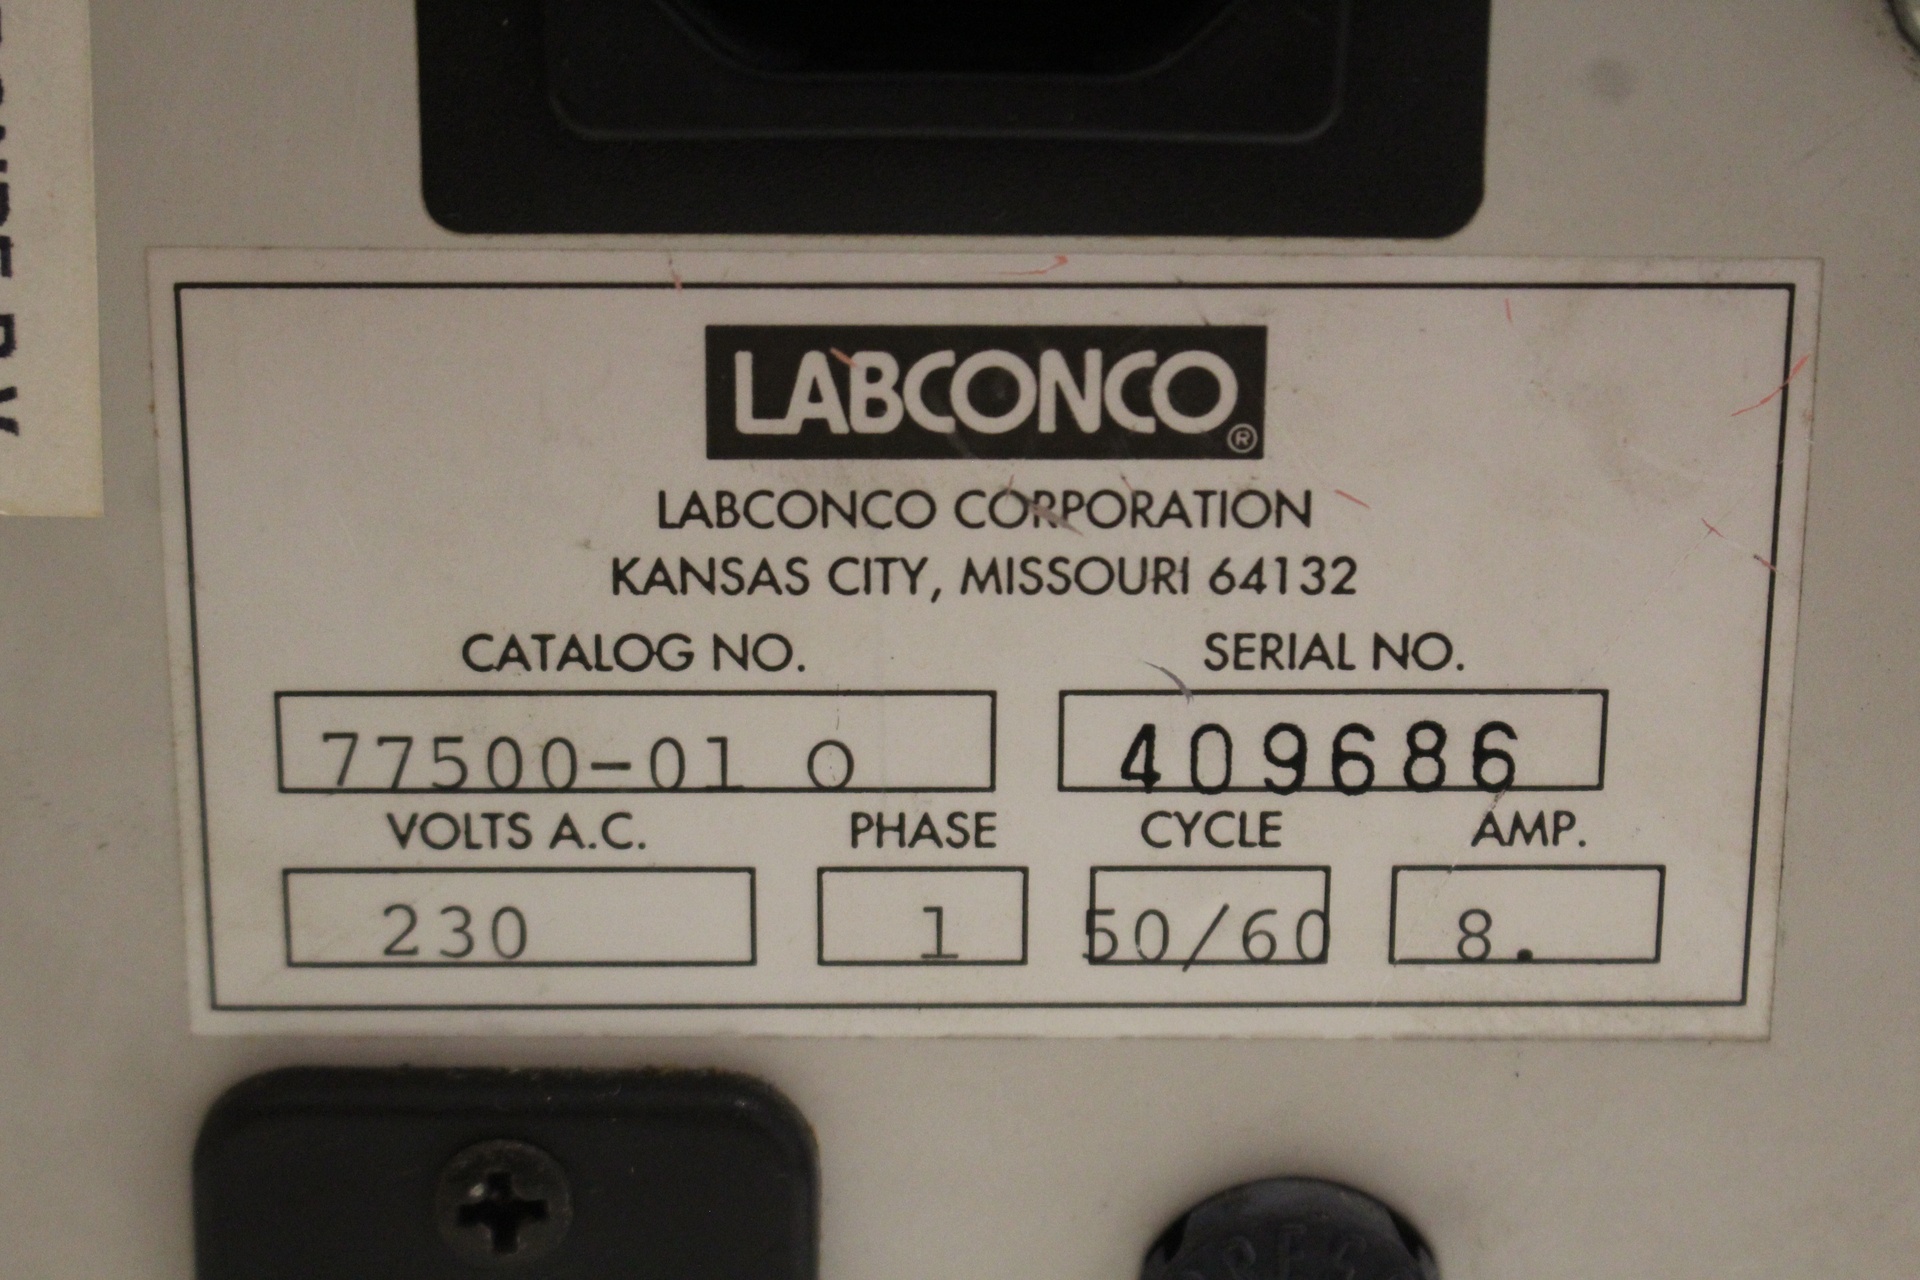 LABCONCO®
LABCONCO CORPORATION
KANSAS CITY, MISSOURI 64132
CATALOG NO. SERIAL NO.
77500-01 O 409686
VOLTS A.C. PHASE CYCLE AMP.
230 1 50/60 8.
BY